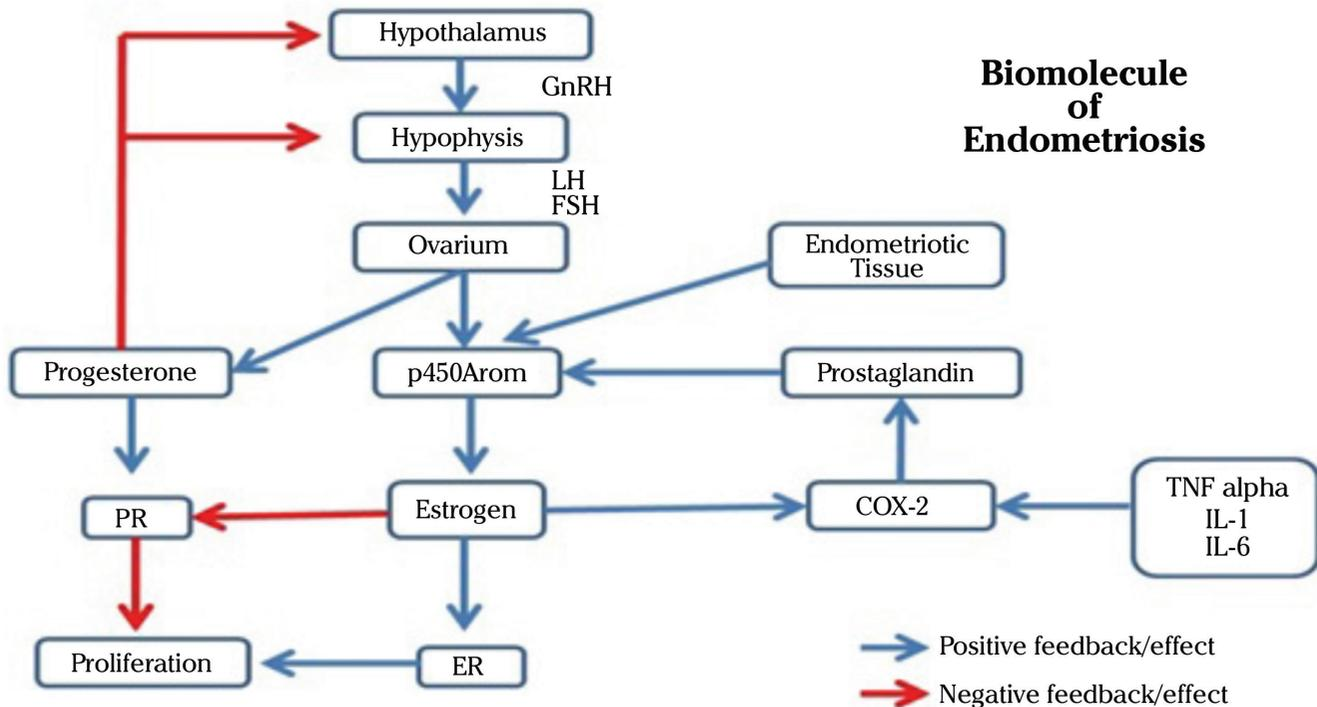 Hypothalamus
GnRH
Biomolecule
of
Endometriosis
Hypophysis
LH
FSH
Ovarium
Endometriotic
Tissue
Progesterone
p450Arom
Prostaglandin
PR
Estrogen
COX-2
TNF alpha
IL-1
IL-6
Proliferation
ER
Positive feedback/effect
Negative feedback/effect